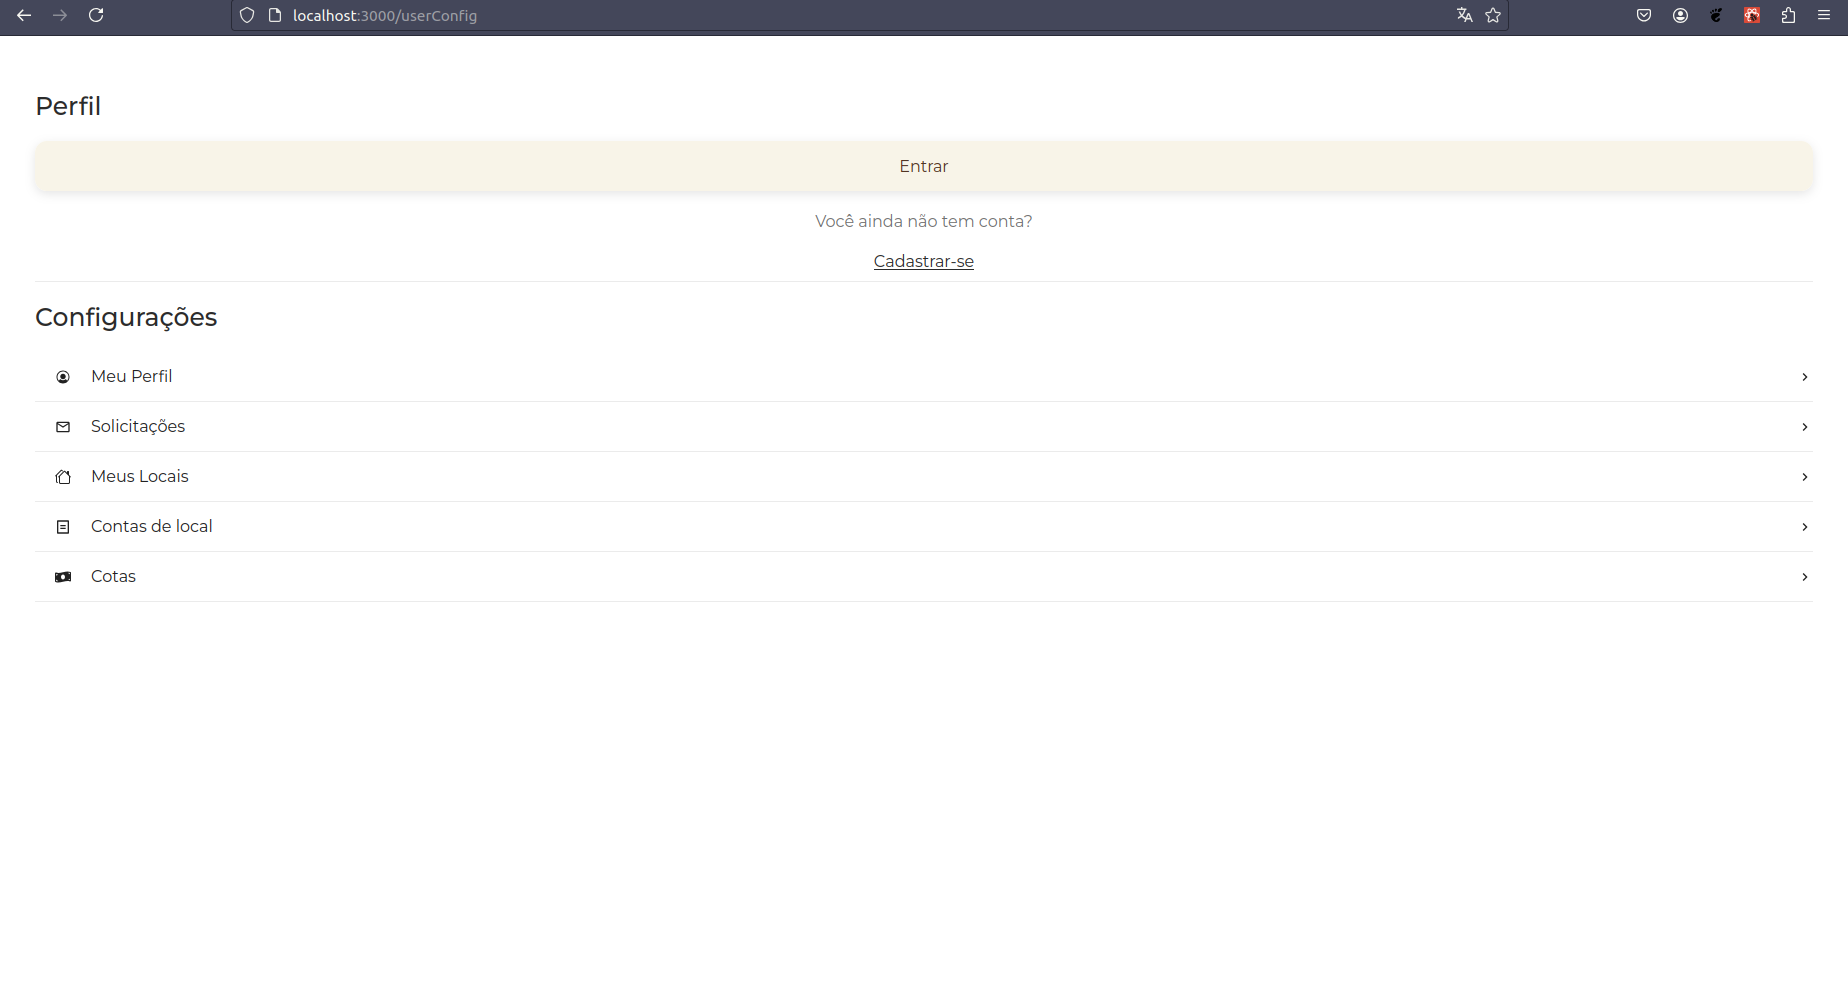 localhost:3000/userConfig
Perfil
Entrar
Você ainda não tem conta?
Cadastrar-se
Configurações
Meu Perfil
Solicitações
Meus Locais
Contas de local
Cotas